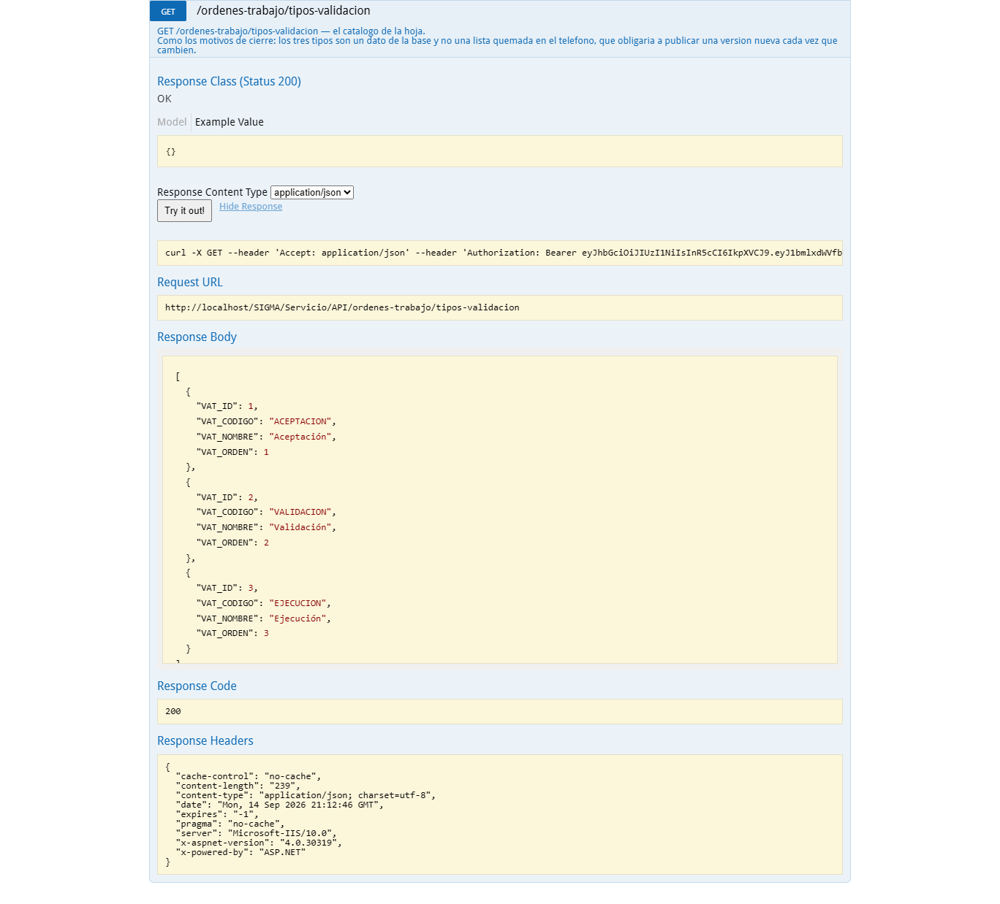 GET /ordenes-trabajo/tipos-validacion
GET /ordenes-trabajo/tipos-validacion — el catalogo de la hoja.
Como los motivos de cierre: los tres tipos son un dato de la base y no una lista quemada en el telefono, que obligaria a publicar una version nueva cada vez que
cambien.
Response Class (Status 200)
OK
Model Example Value
{}
Response Content Type application/json
Try it out! Hide Response
curl -X GET --header 'Accept: application/json' --header 'Authorization: Bearer eyJhbGciOiJIUzI1NiIsInR5cCI6IkpXVCJ9.eyJ1bmlxdWVfb
Request URL
http://localhost/SIGMA/Servicio/API/ordenes-trabajo/tipos-validacion
Response Body
[
{
"VAT_ID": 1,
"VAT_CODIGO": "ACEPTACION",
"VAT_NOMBRE": "Aceptación",
"VAT_ORDEN": 1
},
{
"VAT_ID": 2,
"VAT_CODIGO": "VALIDACION",
"VAT_NOMBRE": "Validación",
"VAT_ORDEN": 2
},
{
"VAT_ID": 3,
"VAT_CODIGO": "EJECUCION",
"VAT_NOMBRE": "Ejecución",
"VAT_ORDEN": 3
}
]
Response Code
200
Response Headers
{
"cache-control": "no-cache",
"content-length": "239",
"content-type": "application/json; charset=utf-8",
"date": "Mon, 14 Sep 2026 21:12:46 GMT",
"expires": "-1",
"pragma": "no-cache",
"server": "Microsoft-IIS/10.0",
"x-aspnet-version": "4.0.30319",
"x-powered-by": "ASP.NET"
}